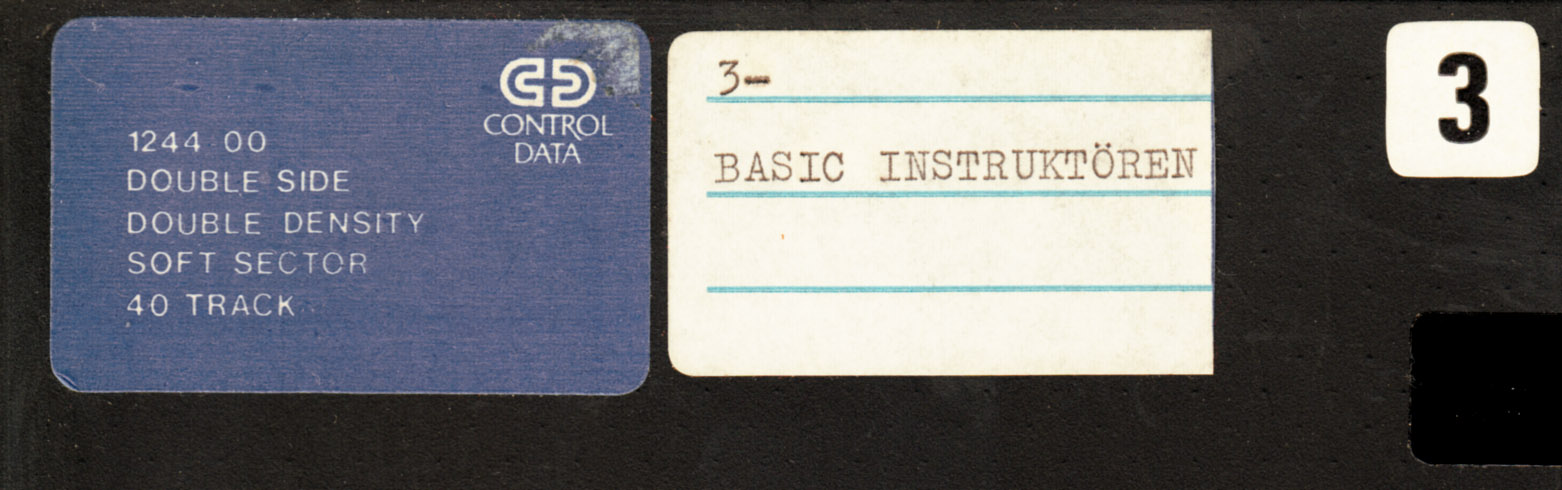 1244 00
DOUBLE SIDE
DOUBLE DENSITY
SOFT SECTOR
40 TRACK
CONTROL
DATA
3-
BASIC INSTRUKTÖREN
3